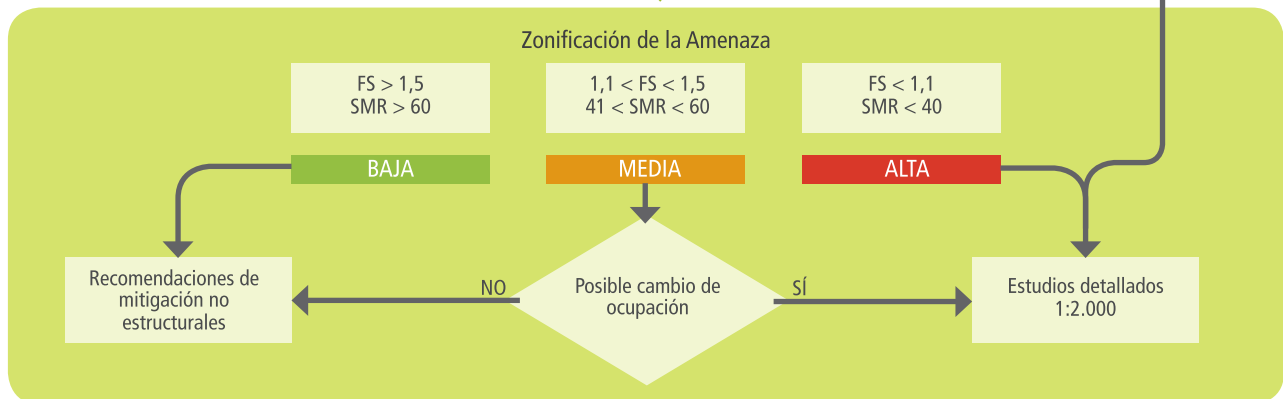 Zonificación de la Amenaza
FS > 1,5
SMR > 60
1,1 < FS < 1,5
41 < SMR < 60
FS < 1,1
SMR < 40
BAJA
MEDIA
ALTA
Recomendaciones de
mitigación no
estructurales
NO
Posible cambio de
ocupación
SÍ
Estudios detallados
1:2.000